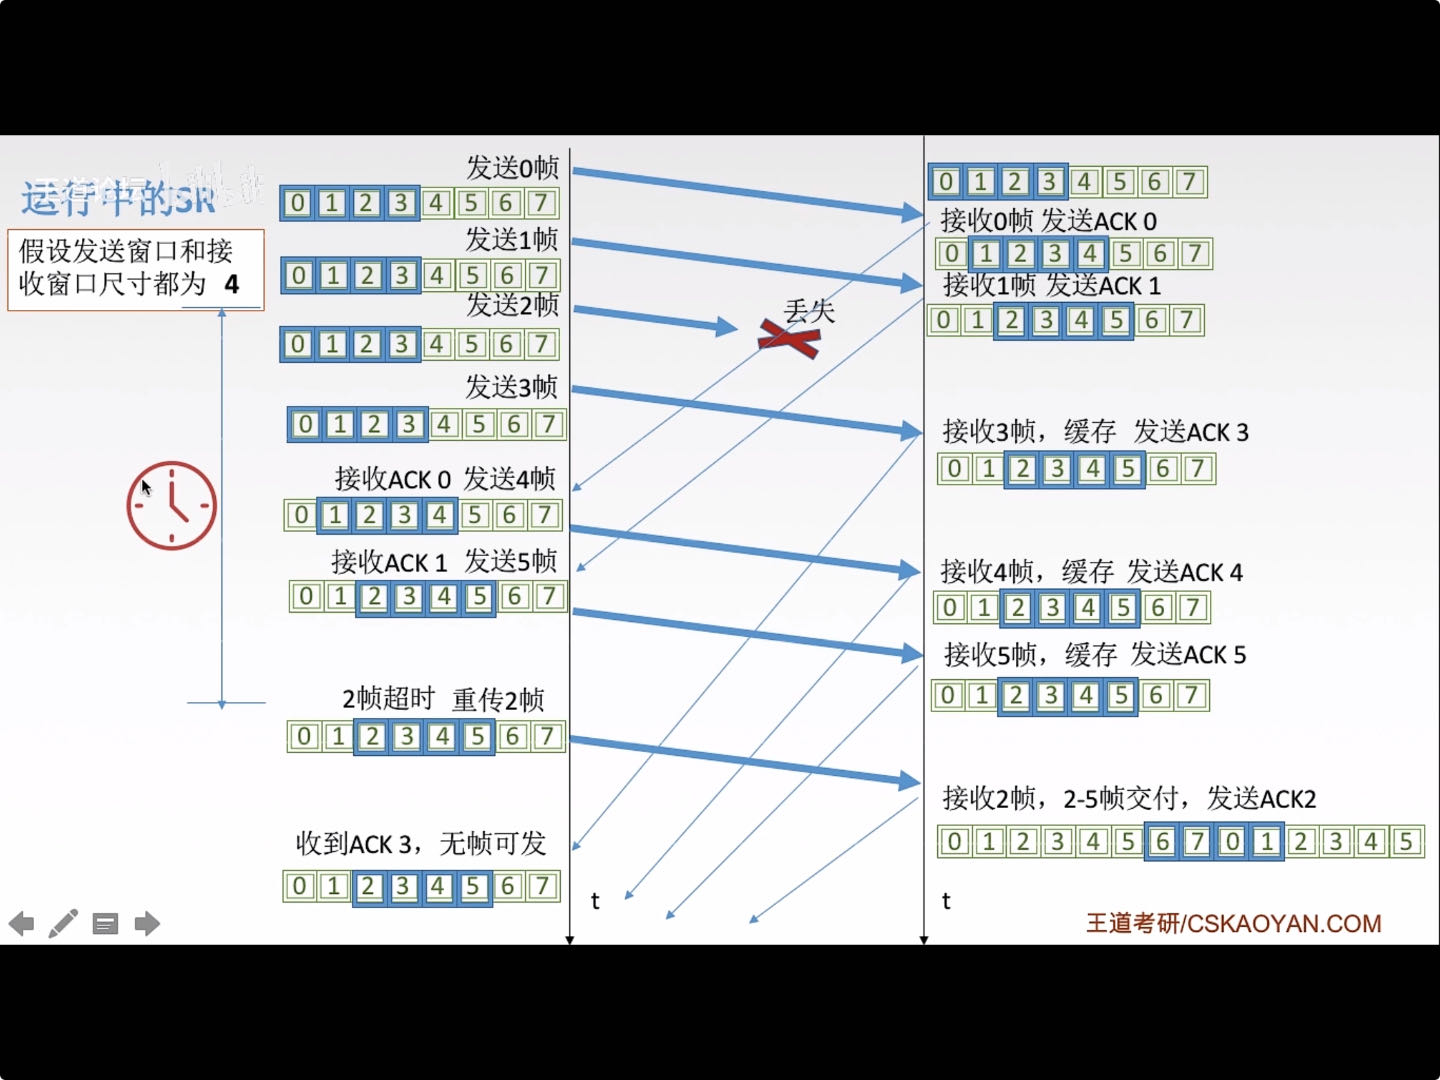 运行中的SR
王道论坛
假设发送窗口和接
收窗口尺寸都为 4
发送0帧
0 1 2 3 4 5 6 7
发送1帧
0 1 2 3 4 5 6 7
发送2帧
0 1 2 3 4 5 6 7
发送3帧
0 1 2 3 4 5 6 7
接收ACK 0 发送4帧
0 1 2 3 4 5 6 7
接收ACK 1 发送5帧
0 1 2 3 4 5 6 7
2帧超时 重传2帧
0 1 2 3 4 5 6 7
收到ACK 3，无帧可发
0 1 2 3 4 5 6 7
丢失
t
0 1 2 3 4 5 6 7
接收0帧 发送ACK 0
0 1 2 3 4 5 6 7
接收1帧 发送ACK 1
0 1 2 3 4 5 6 7
接收3帧，缓存 发送ACK 3
0 1 2 3 4 5 6 7
接收4帧，缓存 发送ACK 4
0 1 2 3 4 5 6 7
接收5帧，缓存 发送ACK 5
0 1 2 3 4 5 6 7
接收2帧，2-5帧交付，发送ACK2
0 1 2 3 4 5 6 7 0 1 2 3 4 5
t
王道考研/CSKAOYAN.COM